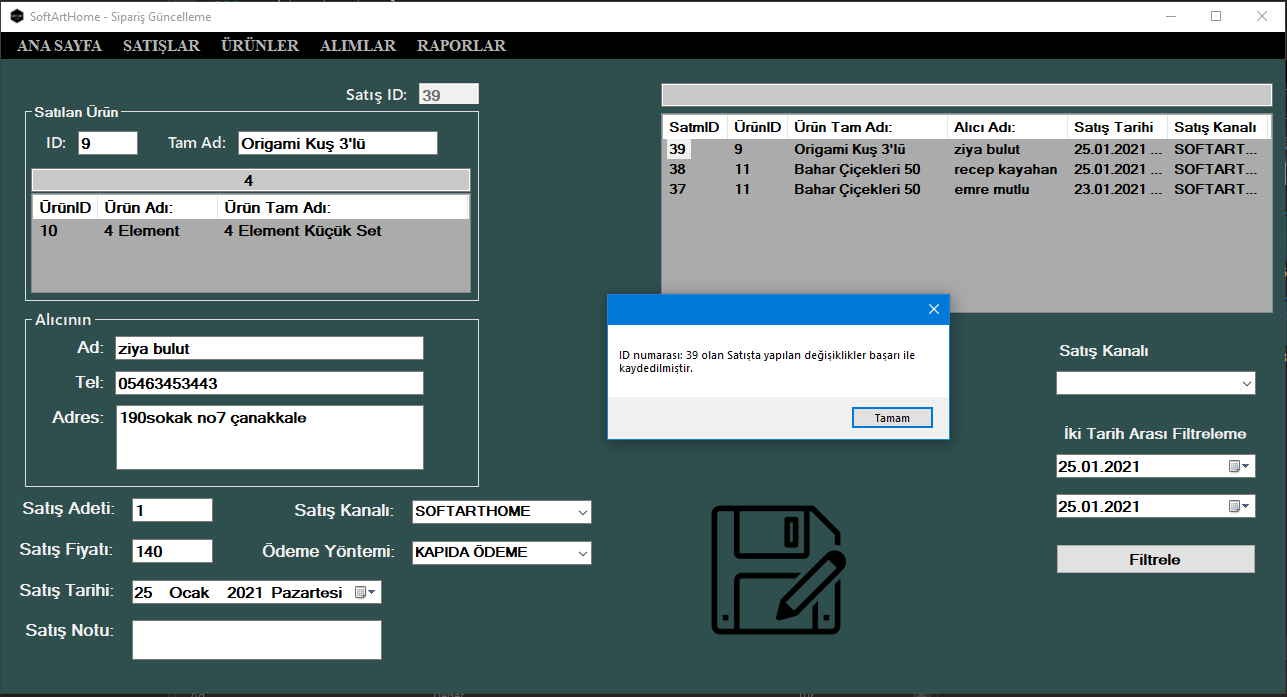 SoftArtHome - Sipariş Güncelleme
ANA SAYFA SATIŞLAR ÜRÜNLER ALIMLAR RAPORLAR
Satış ID: 39
Satılan Ürün
ID: 9 Tam Ad: Origami Kuş 3'lü
4
ÜrünID Ürün Adı: Ürün Tam Adı:
10 4 Element 4 Element Küçük Set
Alıcının
Ad: ziya bulut
Tel: 05463453443
Adres: 190sokak no7 çanakkale
Satış Adeti: 1 Satış Kanalı: SOFTARTHOME
Satış Fiyatı: 140 Ödeme Yöntemi: KAPIDA ÖDEME
Satış Tarihi: 25 Ocak 2021 Pazartesi
Satış Notu:
SatmID ÜrünID Ürün Tam Adı: Alıcı Adı: Satış Tarihi Satış Kanalı
39 9 Origami Kuş 3'lü ziya bulut 25.01.2021 ... SOFTART...
38 11 Bahar Çiçekleri 50 recep kayahan 25.01.2021 ... SOFTART...
37 11 Bahar Çiçekleri 50 emre mutlu 23.01.2021 ... SOFTART...
ID numarası: 39 olan Satışta yapılan değişiklikler başarı ile
kaydedilmiştir.
Tamam
Satış Kanalı
İki Tarih Arası Filtreleme
25.01.2021
25.01.2021
Filtrele